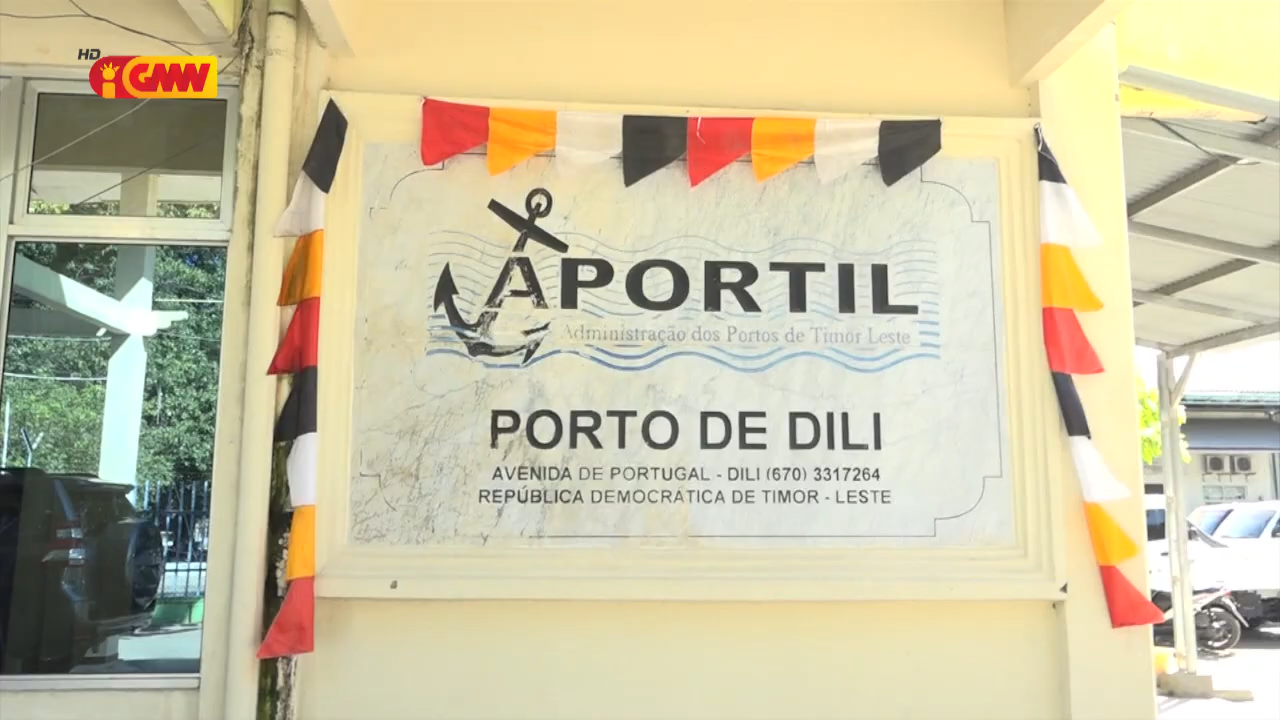 HD
GMN
APORTIL
Administração dos Portos de Timor Leste
PORTO DE DILI
AVENIDA DE PORTUGAL - DILI (670) 3317264
REPÚBLICA DEMOCRÁTICA DE TIMOR - LESTE